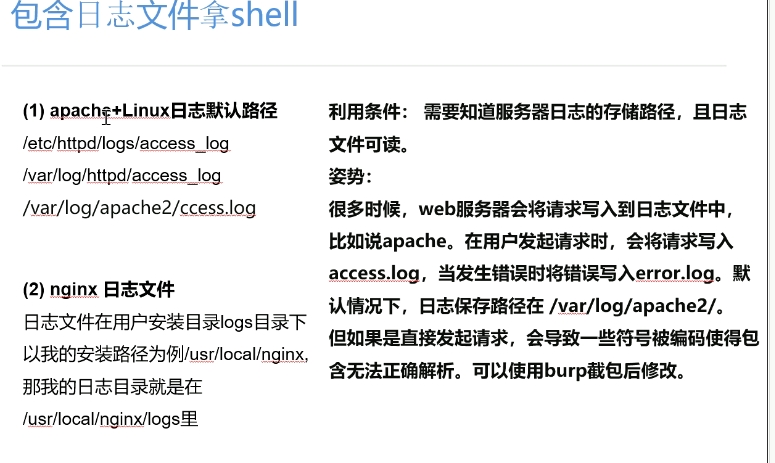 包含日志文件拿shell
(1) apache+Linux日志默认路径
/etc/httpd/logs/access_log
/var/log/httpd/access_log
/var/log/apache2/ccess.log
(2) nginx 日志文件
日志文件在用户安装目录logs目录下
以我的安装路径为例/usr/local/nginx,
那我的日志目录就是在
/usr/local/nginx/logs里
利用条件： 需要知道服务器日志的存储路径，且日志
文件可读。
姿势：
很多时候，web服务器会将请求写入到日志文件中，
比如说apache。在用户发起请求时，会将请求写入
access.log，当发生错误时将错误写入error.log。默
认情况下，日志保存路径在 /var/log/apache2/。
但如果是直接发起请求，会导致一些符号被编码使得包
含无法正确解析。可以使用burp截包后修改。